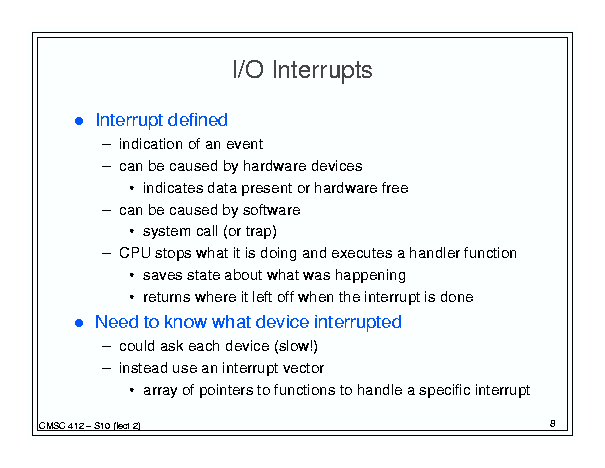 I/O Interrupts
● Interrupt defined
– indication of an event
– can be caused by hardware devices
• indicates data present or hardware free
– can be caused by software
• system call (or trap)
– CPU stops what it is doing and executes a handler function
• saves state about what was happening
• returns where it left off when the interrupt is done
● Need to know what device interrupted
– could ask each device (slow!)
– instead use an interrupt vector
• array of pointers to functions to handle a specific interrupt
CMSC 412 – S10 (lect 2)
8